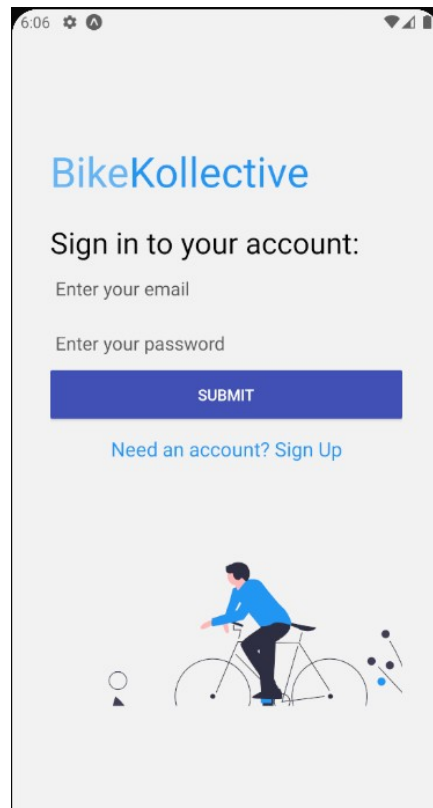 6:06
BikeKollective
Sign in to your account:
Enter your email
Enter your password
SUBMIT
Need an account? Sign Up